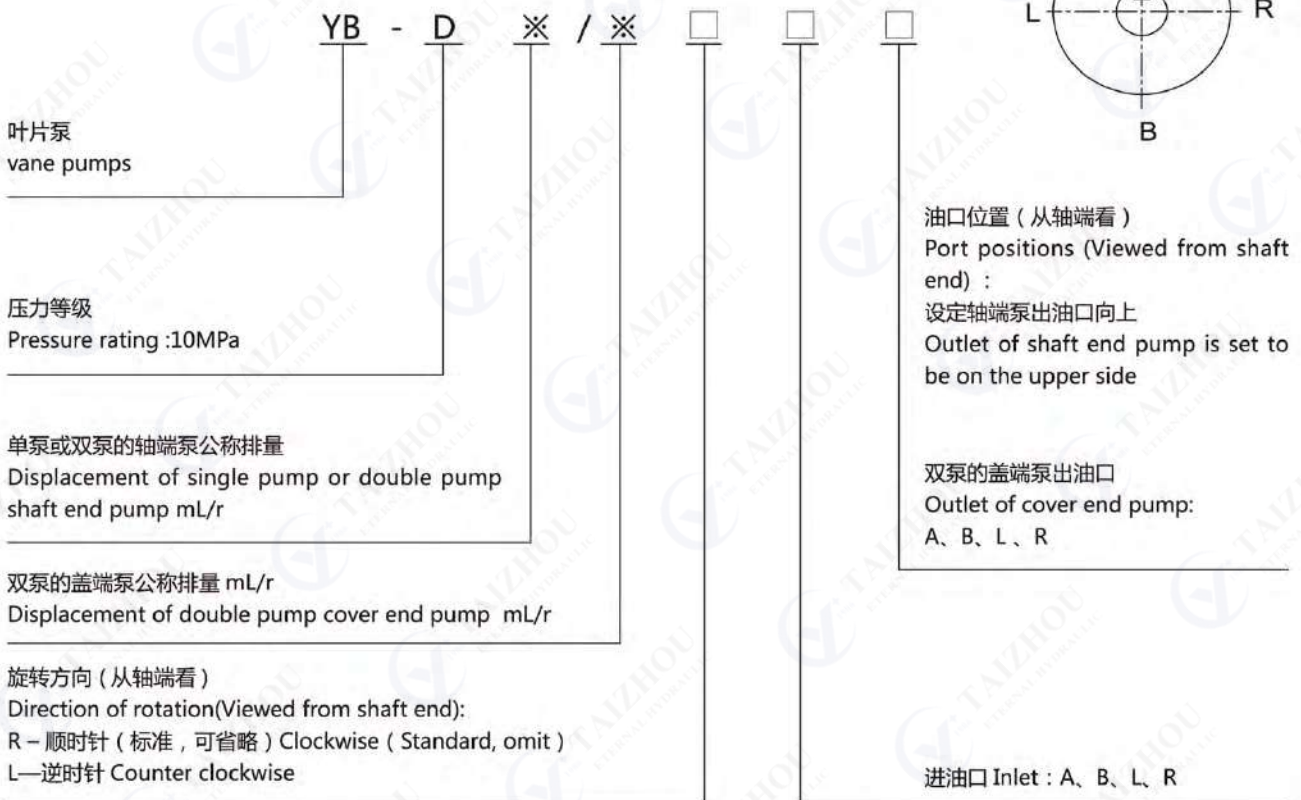 YB - D ※ / ※ □ □ □
L R
B
叶片泵
vane pumps
压力等级
Pressure rating :10MPa
单泵或双泵的轴端泵公称排量
Displacement of single pump or double pump
shaft end pump mL/r
双泵的盖端泵公称排量 mL/r
Displacement of double pump cover end pump mL/r
旋转方向 ( 从轴端看 )
Direction of rotation(Viewed from shaft end):
R – 顺时针 ( 标准 , 可省略 ) Clockwise ( Standard, omit )
L—逆时针 Counter clockwise
油口位置 ( 从轴端看 )
Port positions (Viewed from shaft
end) :
设定轴端泵出油口向上
Outlet of shaft end pump is set to
be on the upper side
双泵的盖端泵出油口
Outlet of cover end pump:
A、B、L 、R
进油口 Inlet : A、B、L、R
TAIZHOU
ETERNAL HYDRAULIC